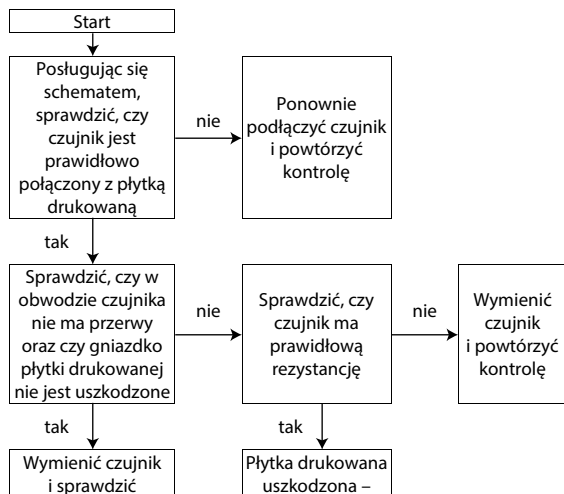 Start
Posługując się
schematem,
sprawdzić, czy
czujnik jest
prawidłowo
połączony z płytką
drukowaną
nie
Ponownie
podłączyć czujnik
i powtórzyć
kontrolę
tak
Sprawdzić, czy w
obwodzie czujnika
nie ma przerwy
oraz czy gniazdko
płytki drukowanej
nie jest uszkodzone
nie
Sprawdzić, czy
czujnik ma
prawidłową
rezystancję
nie
Wymienić
czujnik
i powtórzyć
kontrolę
tak
tak
Wymienić czujnik
i sprawdzić
Płytka drukowana
uszkodzona –